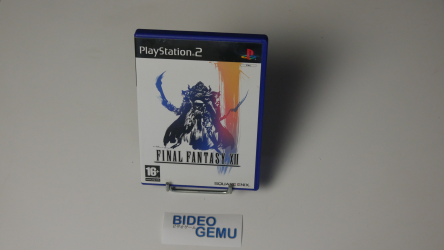 PlayStation®2
FINAL FANTASY XII
16+
SQUARE ENIX
BIDEO
GEMU